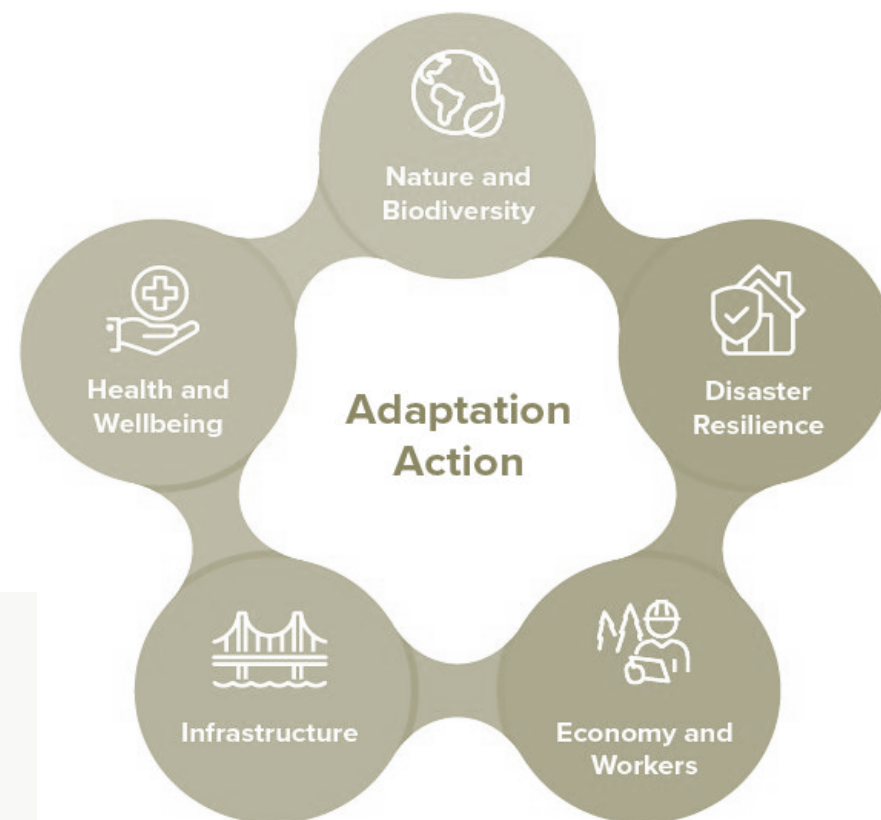 Nature and
Biodiversity
Health and
Wellbeing
Disaster
Resilience
Adaptation
Action
Infrastructure
Economy and
Workers